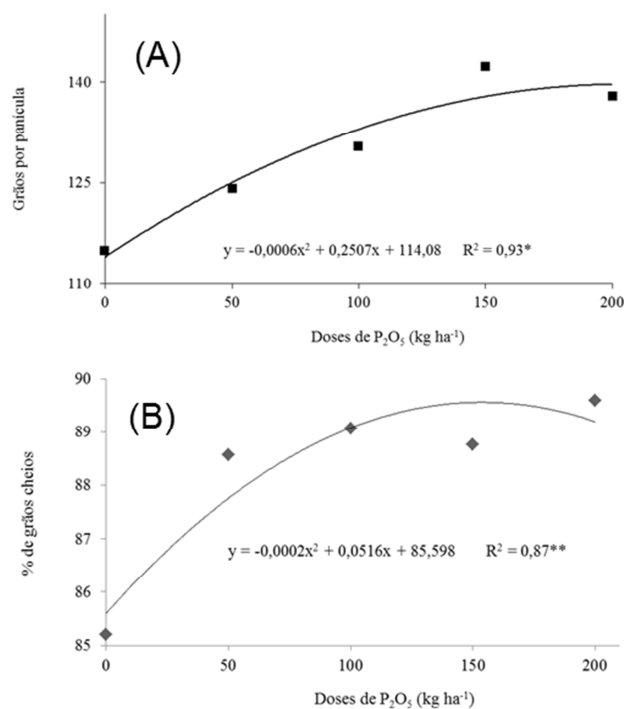 (A)
Grãos por panícula
140
125
110
y = -0,0006x² + 0,2507x + 114,08 R² = 0,93*
0 50 100 150 200
Doses de P₂O₅ (kg ha⁻¹)
(B)
% de grãos cheios
90
89
88
87
86
85
y = -0,0002x² + 0,0516x + 85,598 R² = 0,87**
0 50 100 150 200
Doses de P₂O₅ (kg ha⁻¹)